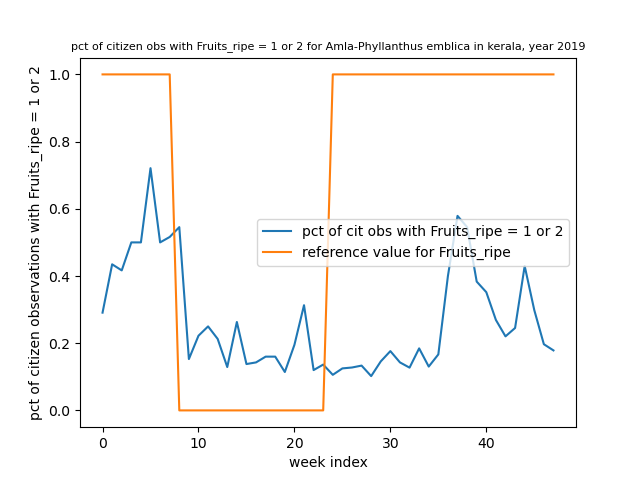 pct of citizen obs with Fruits_ripe = 1 or 2 for Amla-Phyllanthus emblica in kerala, year 2019
pct of citizen observations with Fruits_ripe = 1 or 2
1.0
0.8
0.6
0.4
0.2
0.0
pct of cit obs with Fruits_ripe = 1 or 2
reference value for Fruits_ripe
0 10 20 30 40
week index